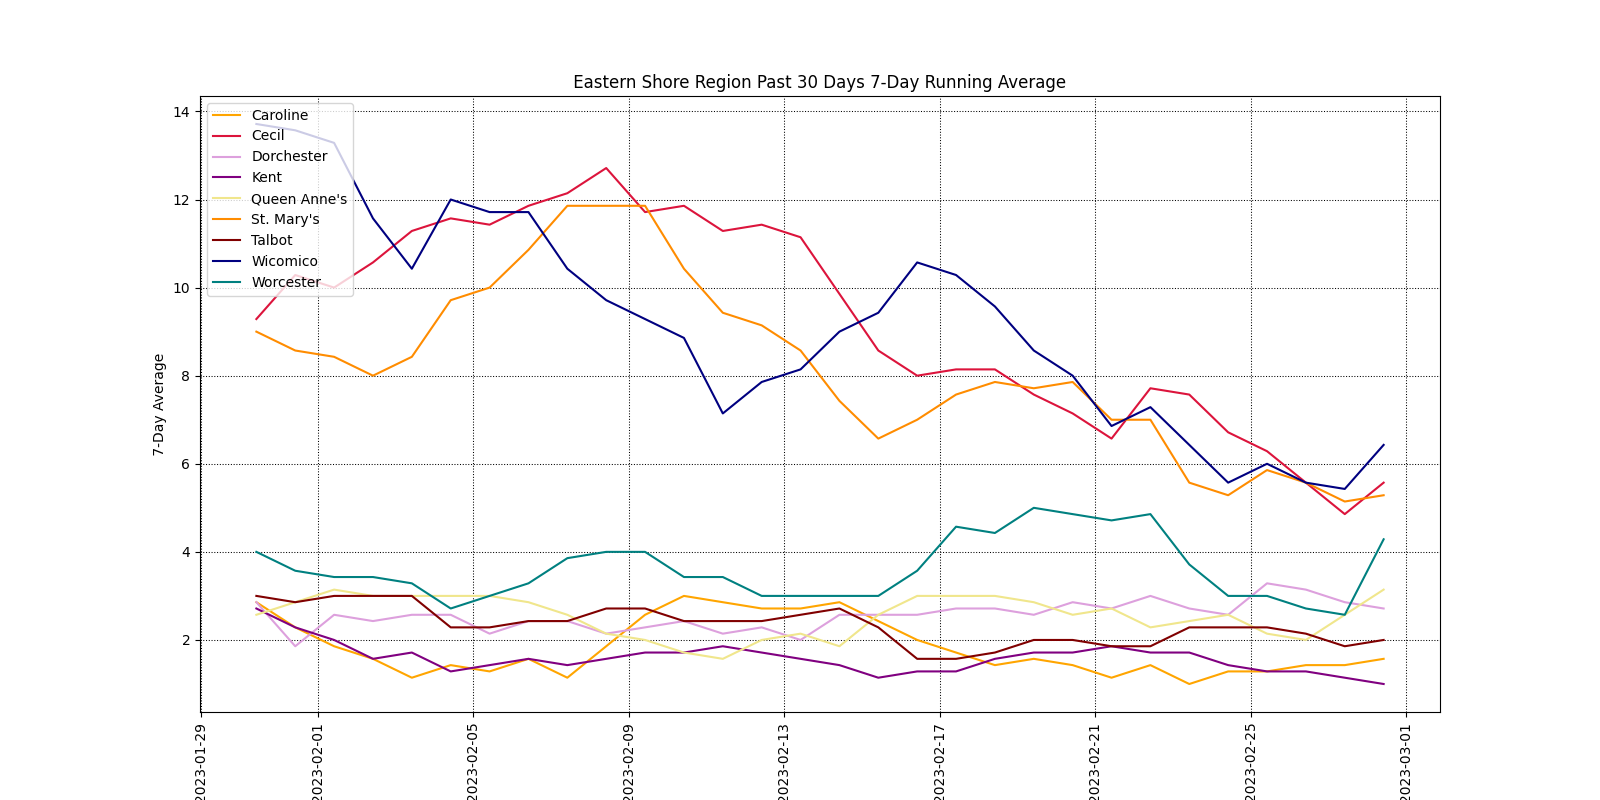 Eastern Shore Region Past 30 Days 7-Day Running Average
14
12
10
8
6
4
2
7-Day Average
Caroline
Cecil
Dorchester
Kent
Queen Anne's
St. Mary's
Talbot
Wicomico
Worcester
2023-01-29
2023-02-01
2023-02-05
2023-02-09
2023-02-13
2023-02-17
2023-02-21
2023-02-25
2023-03-01